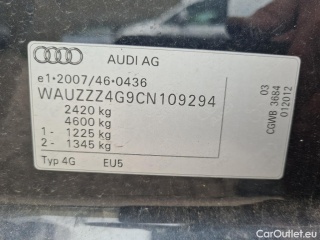 AUDI AG
e1*2007/46*0436
WAUZZZ4G9CN109294
2420 kg
4600 kg
1- 1225 kg
2- 1345 kg
Typ 4G EU5
03
CGWB 3684
012012
CarOutlet.eu